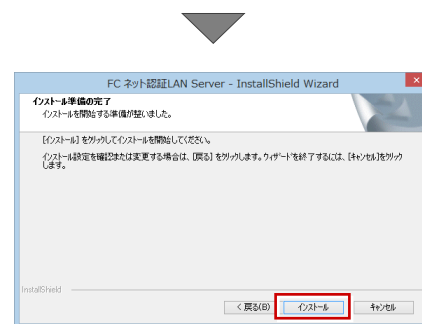 FC ネット認証LAN Server - InstallShield Wizard
インストール準備の完了
インストールを開始する準備が整いました。
[インストール] をクリックしてインストールを開始してください。
インストール設定を確認または変更する場合は、[戻る] をクリックします。ウィザードを終了するには、[キャンセル]をクリック
します。
InstallShield
< 戻る(B) インストール キャンセル